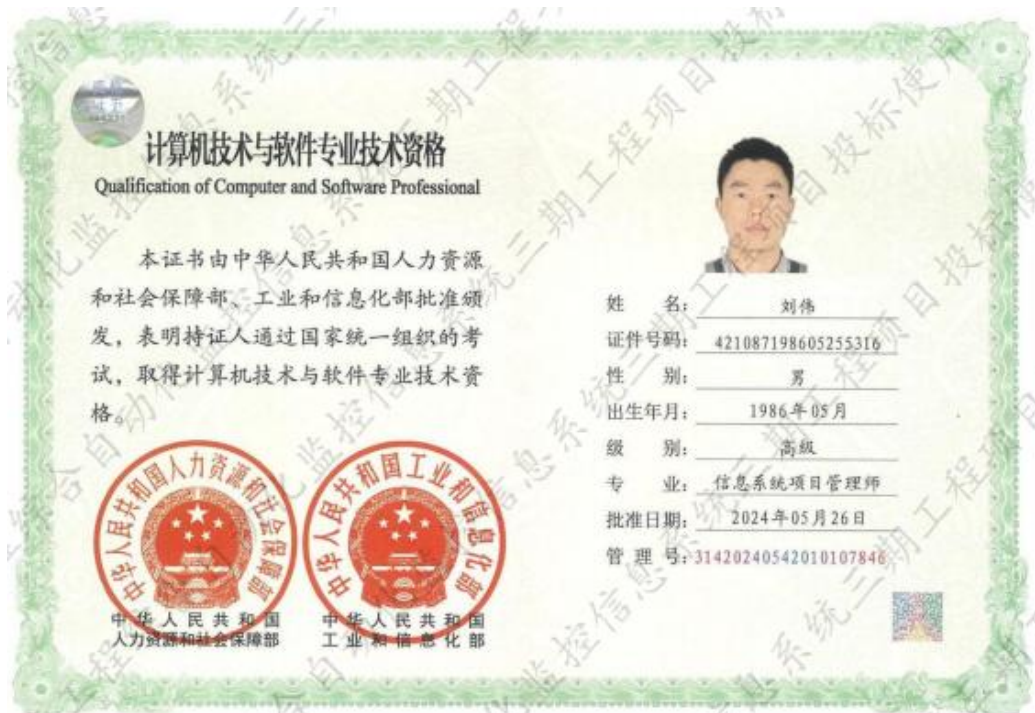 计算机技术与软件专业技术资格
Qualification of Computer and Software Professional
本证书由中华人民共和国人力资源
和社会保障部、工业和信息化部批准颁
发，表明持证人通过国家统一组织的考
试，取得计算机技术与软件专业技术资
格。
中华人民共和国人力资源和社会保障部
中华人民共和国工业和信息化部
中华人民共和国
人力资源和社会保障部
中华人民共和国
工业和信息化部
姓 名： 刘伟
证件号码： 421087198605255316
性 别： 男
出生年月： 1986年05月
级 别： 高级
专 业： 信息系统项目管理师
批准日期： 2024年05月26日
管 理 号：31420240542010107846